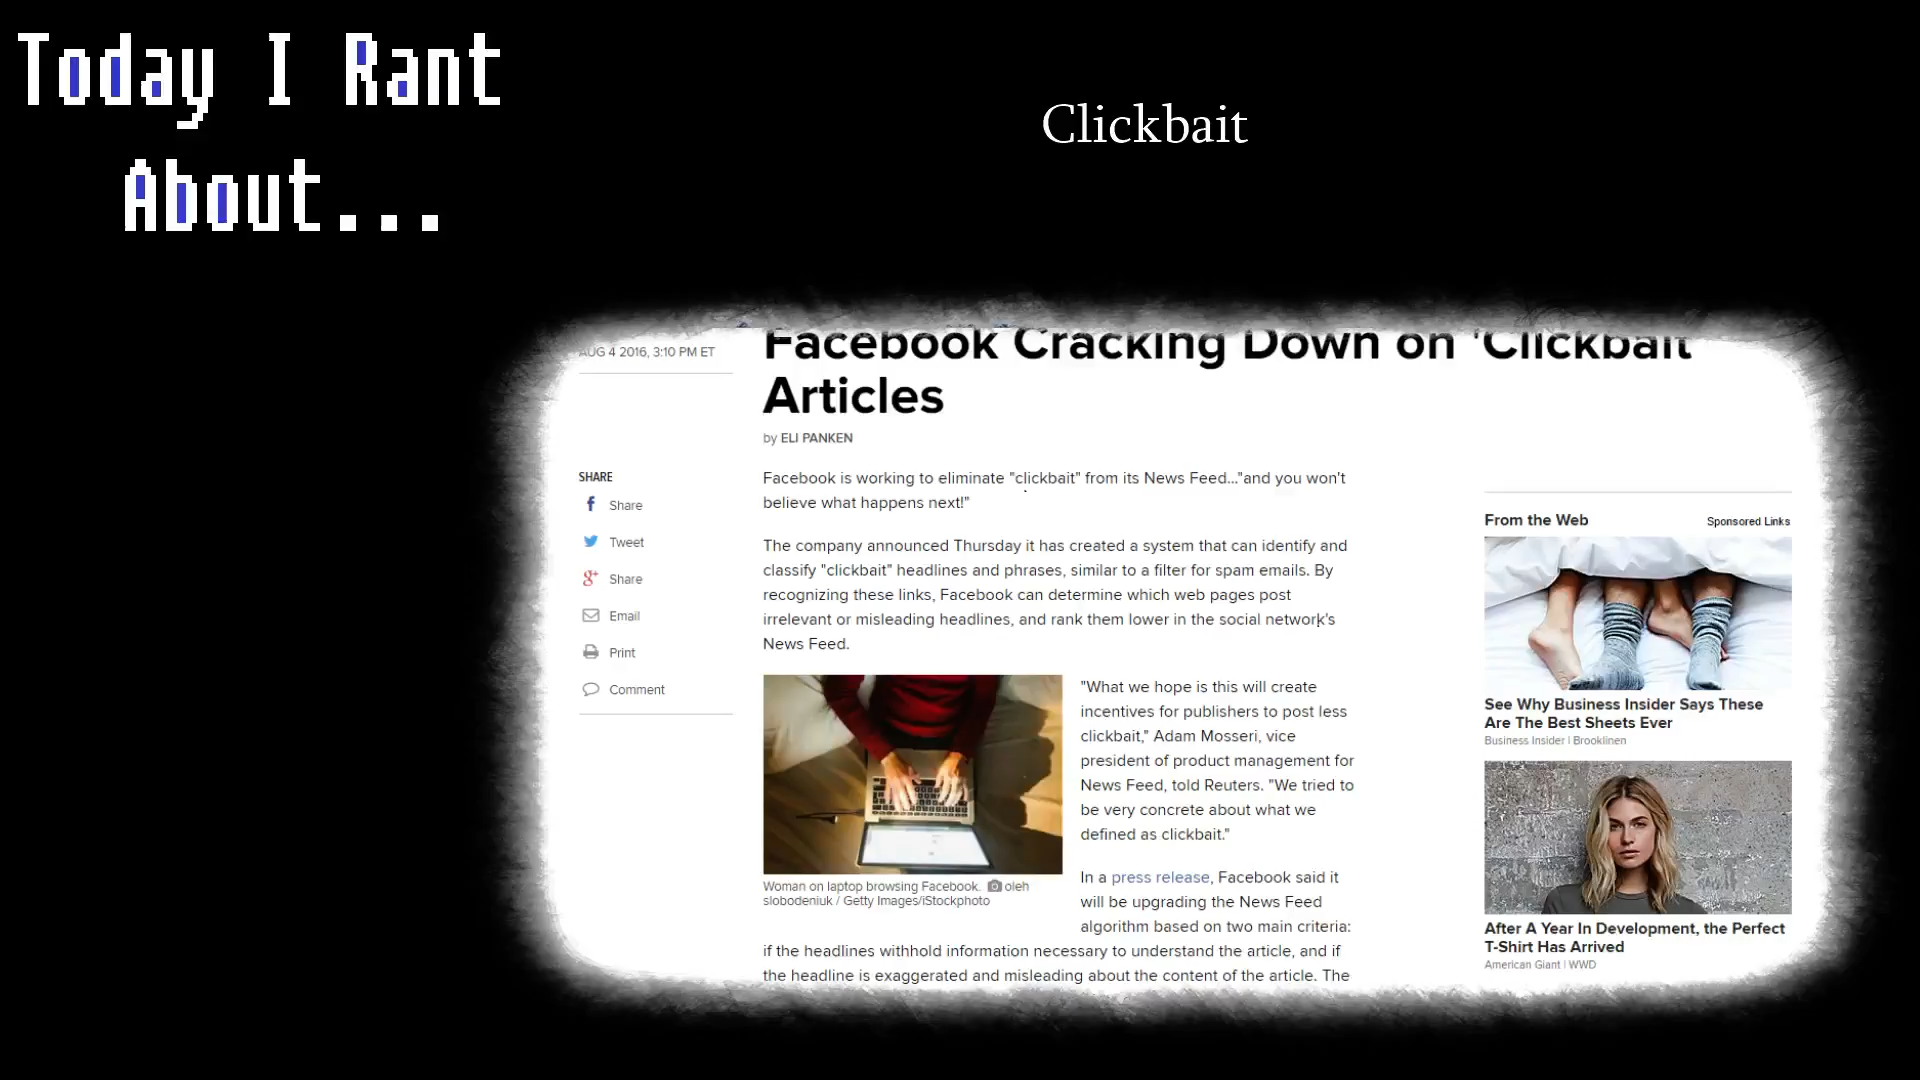 Today I Rant
About...
Clickbait
AUG 4 2016, 3:10 PM ET
Facebook Cracking Down on 'Clickbait'
Articles
by ELI PANKEN
SHARE
Share
Tweet
Share
Email
Print
Comment
Facebook is working to eliminate "clickbait" from its News Feed..."and you won't
believe what happens next!"
The company announced Thursday it has created a system that can identify and
classify "clickbait" headlines and phrases, similar to a filter for spam emails. By
recognizing these links, Facebook can determine which web pages post
irrelevant or misleading headlines, and rank them lower in the social network's
News Feed.
Woman on laptop browsing Facebook. oleh
slobodeniuk / Getty Images/iStockphoto
"What we hope is this will create
incentives for publishers to post less
clickbait," Adam Mosseri, vice
president of product management for
News Feed, told Reuters. "We tried to
be very concrete about what we
defined as clickbait."
In a press release, Facebook said it
will be upgrading the News Feed
algorithm based on two main criteria:
if the headlines withhold information necessary to understand the article, and if
the headline is exaggerated and misleading about the content of the article. The
From the Web
Sponsored Links
See Why Business Insider Says These
Are The Best Sheets Ever
Business Insider | Brooklinen
After A Year In Development, the Perfect
T-Shirt Has Arrived
American Giant | WWD